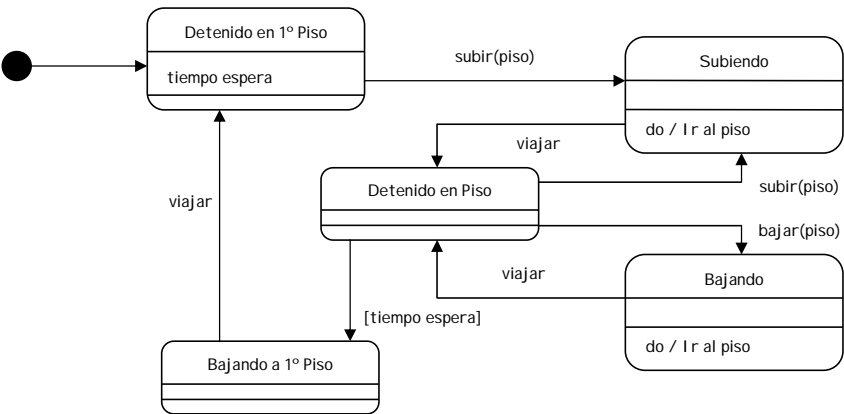 Detenido en 1º Piso
tiempo espera
subir(piso)
Subiendo
do / Ir al piso
viajar
Detenido en Piso
subir(piso)
viajar
bajar(piso)
viajar
Bajando
[tiempo espera]
do / Ir al piso
Bajando a 1º Piso